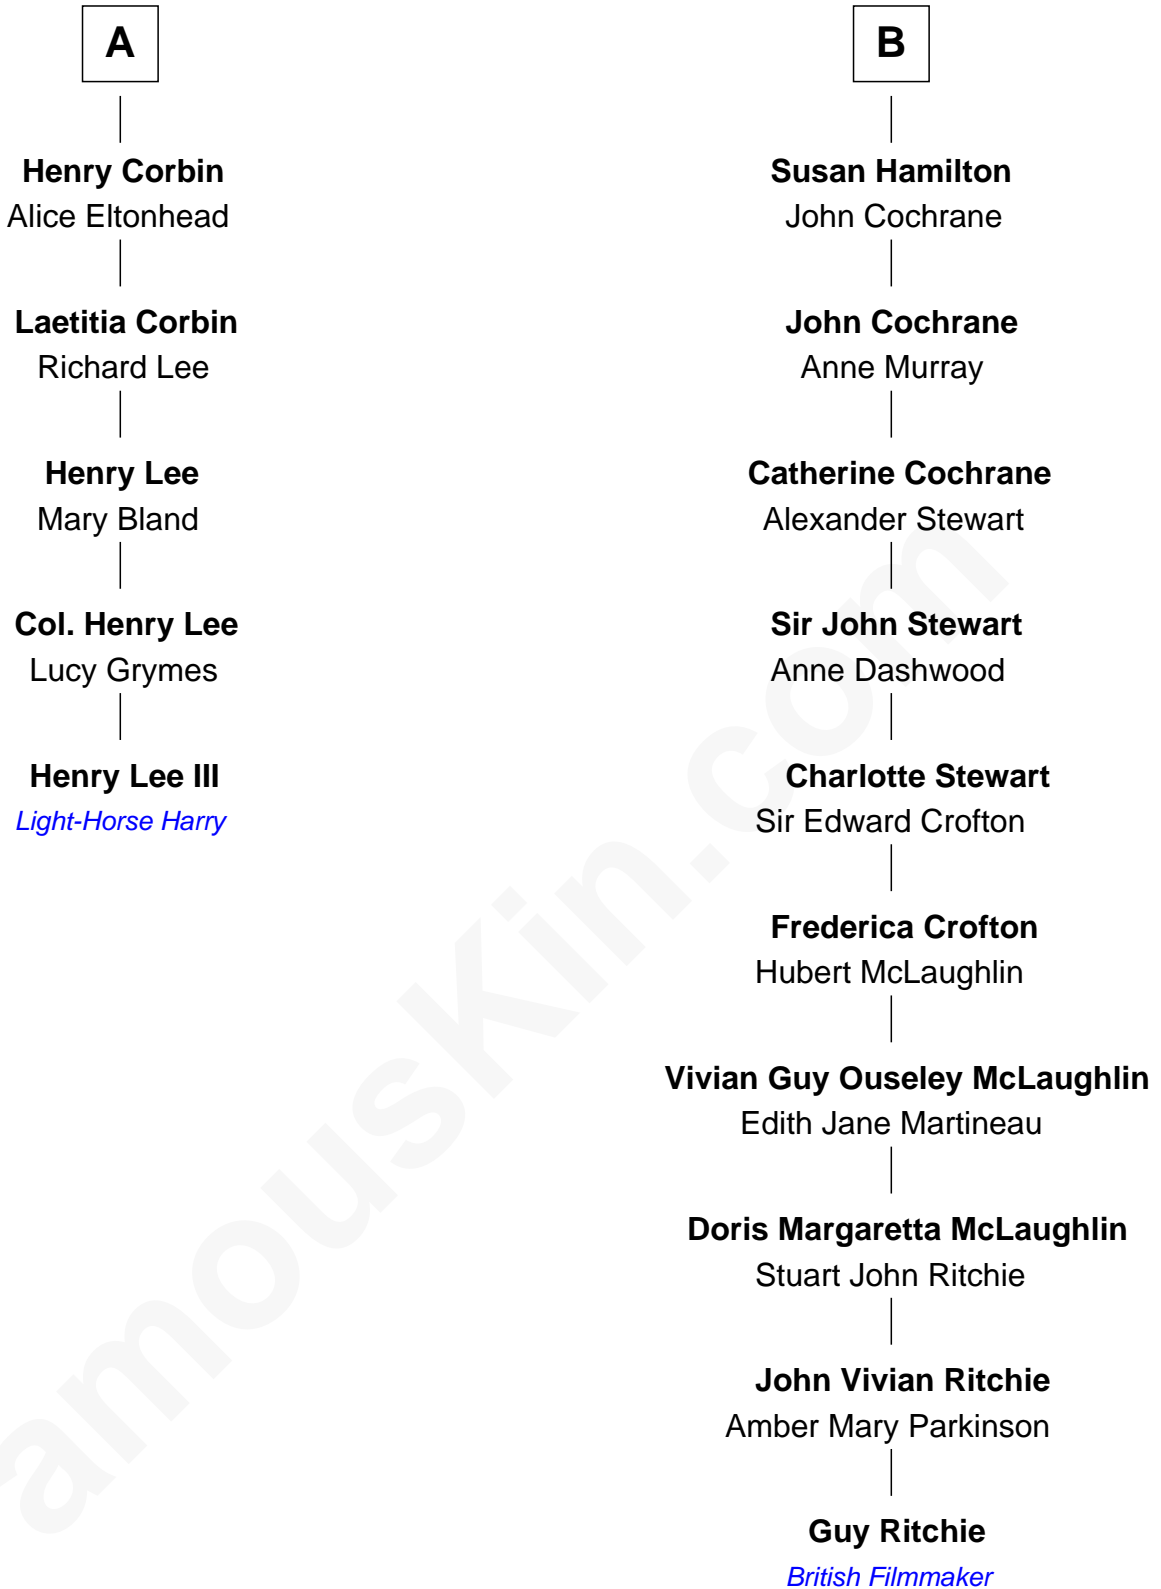 A
Henry Corbin
Alice Eltonhead
Laetitia Corbin
Richard Lee
Henry Lee
Mary Bland
Col. Henry Lee
Lucy Grymes
Henry Lee III
Light-Horse Harry
B
Susan Hamilton
John Cochrane
John Cochrane
Anne Murray
Catherine Cochrane
Alexander Stewart
Sir John Stewart
Anne Dashwood
Charlotte Stewart
Sir Edward Crofton
Frederica Crofton
Hubert McLaughlin
Vivian Guy Ouseley McLaughlin
Edith Jane Martineau
Doris Margaretta McLaughlin
Stuart John Ritchie
John Vivian Ritchie
Amber Mary Parkinson
Guy Ritchie
British Filmmaker
amousKin.com